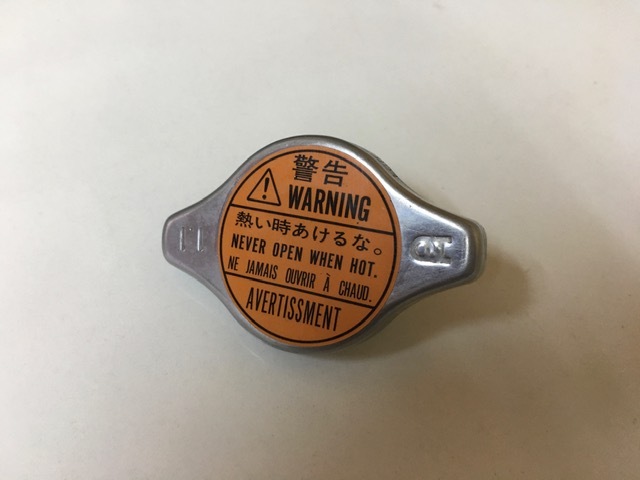 警告
WARNING
熱い時あけるな。
NEVER OPEN WHEN HOT.
NE JAMAIS OUVRIR À CHAUD.
AVERTISSMENT